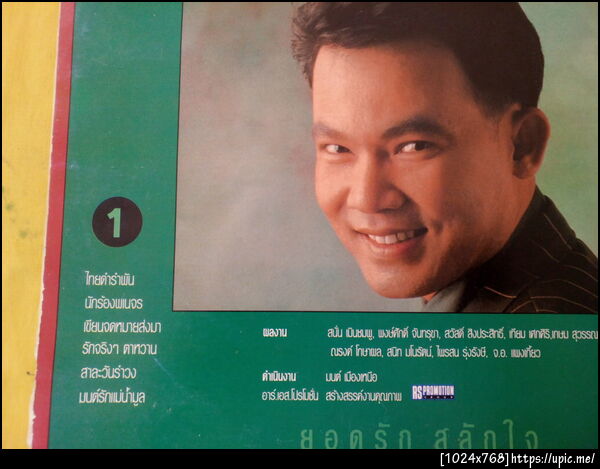 1
ไทยดำรำพัน
นักร้องพเนจร
เขียนจดหมายส่งมา
รักจริงๆ ตาหวาน
สาละวันรำวง
มนต์รักแม่น้ำมูล
ผลงาน สนั่น เมินชมพู, พงษ์ศักดิ์ จันทรุขา, สวัสดิ์ สิงประสิทธิ์, เทียม เศกศิริ,เกษม สุวรรณ
ณรงค์ โกษาผล, สนิท มโนรัตน์, ไพรสน รุ่งรังษี, จ.อ. แพงเที่ยว
ดำเนินงาน มนต์ เมืองเหนือ
อาร์.เอส.โปรโมชั่น สร้างสรรค์งานคุณภาพ RS PROMOTION
ยอดรัก สลักใจ
[1024x768]https://upic.me/